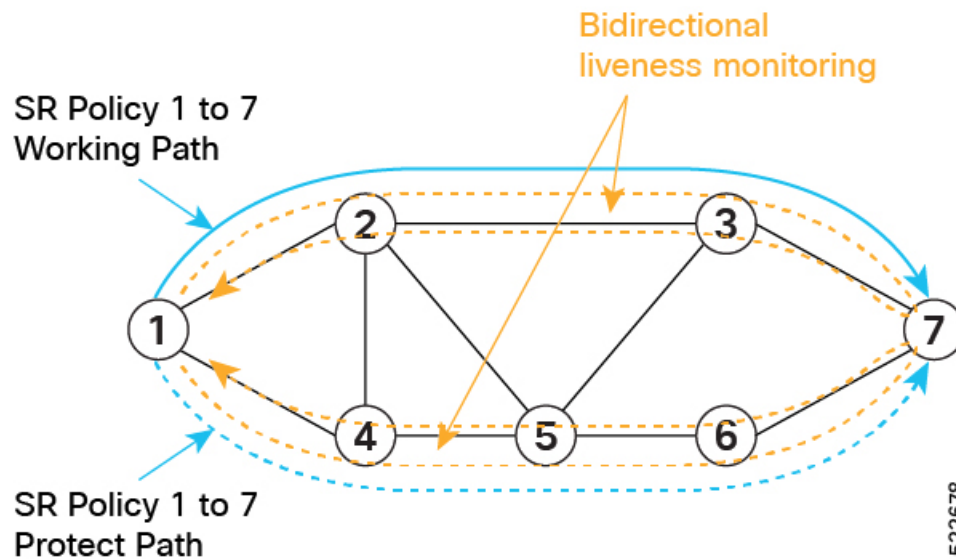 Bidirectional
liveness monitoring
SR Policy 1 to 7
Working Path
2
3
1
7
4
5
6
SR Policy 1 to 7
Protect Path
522678